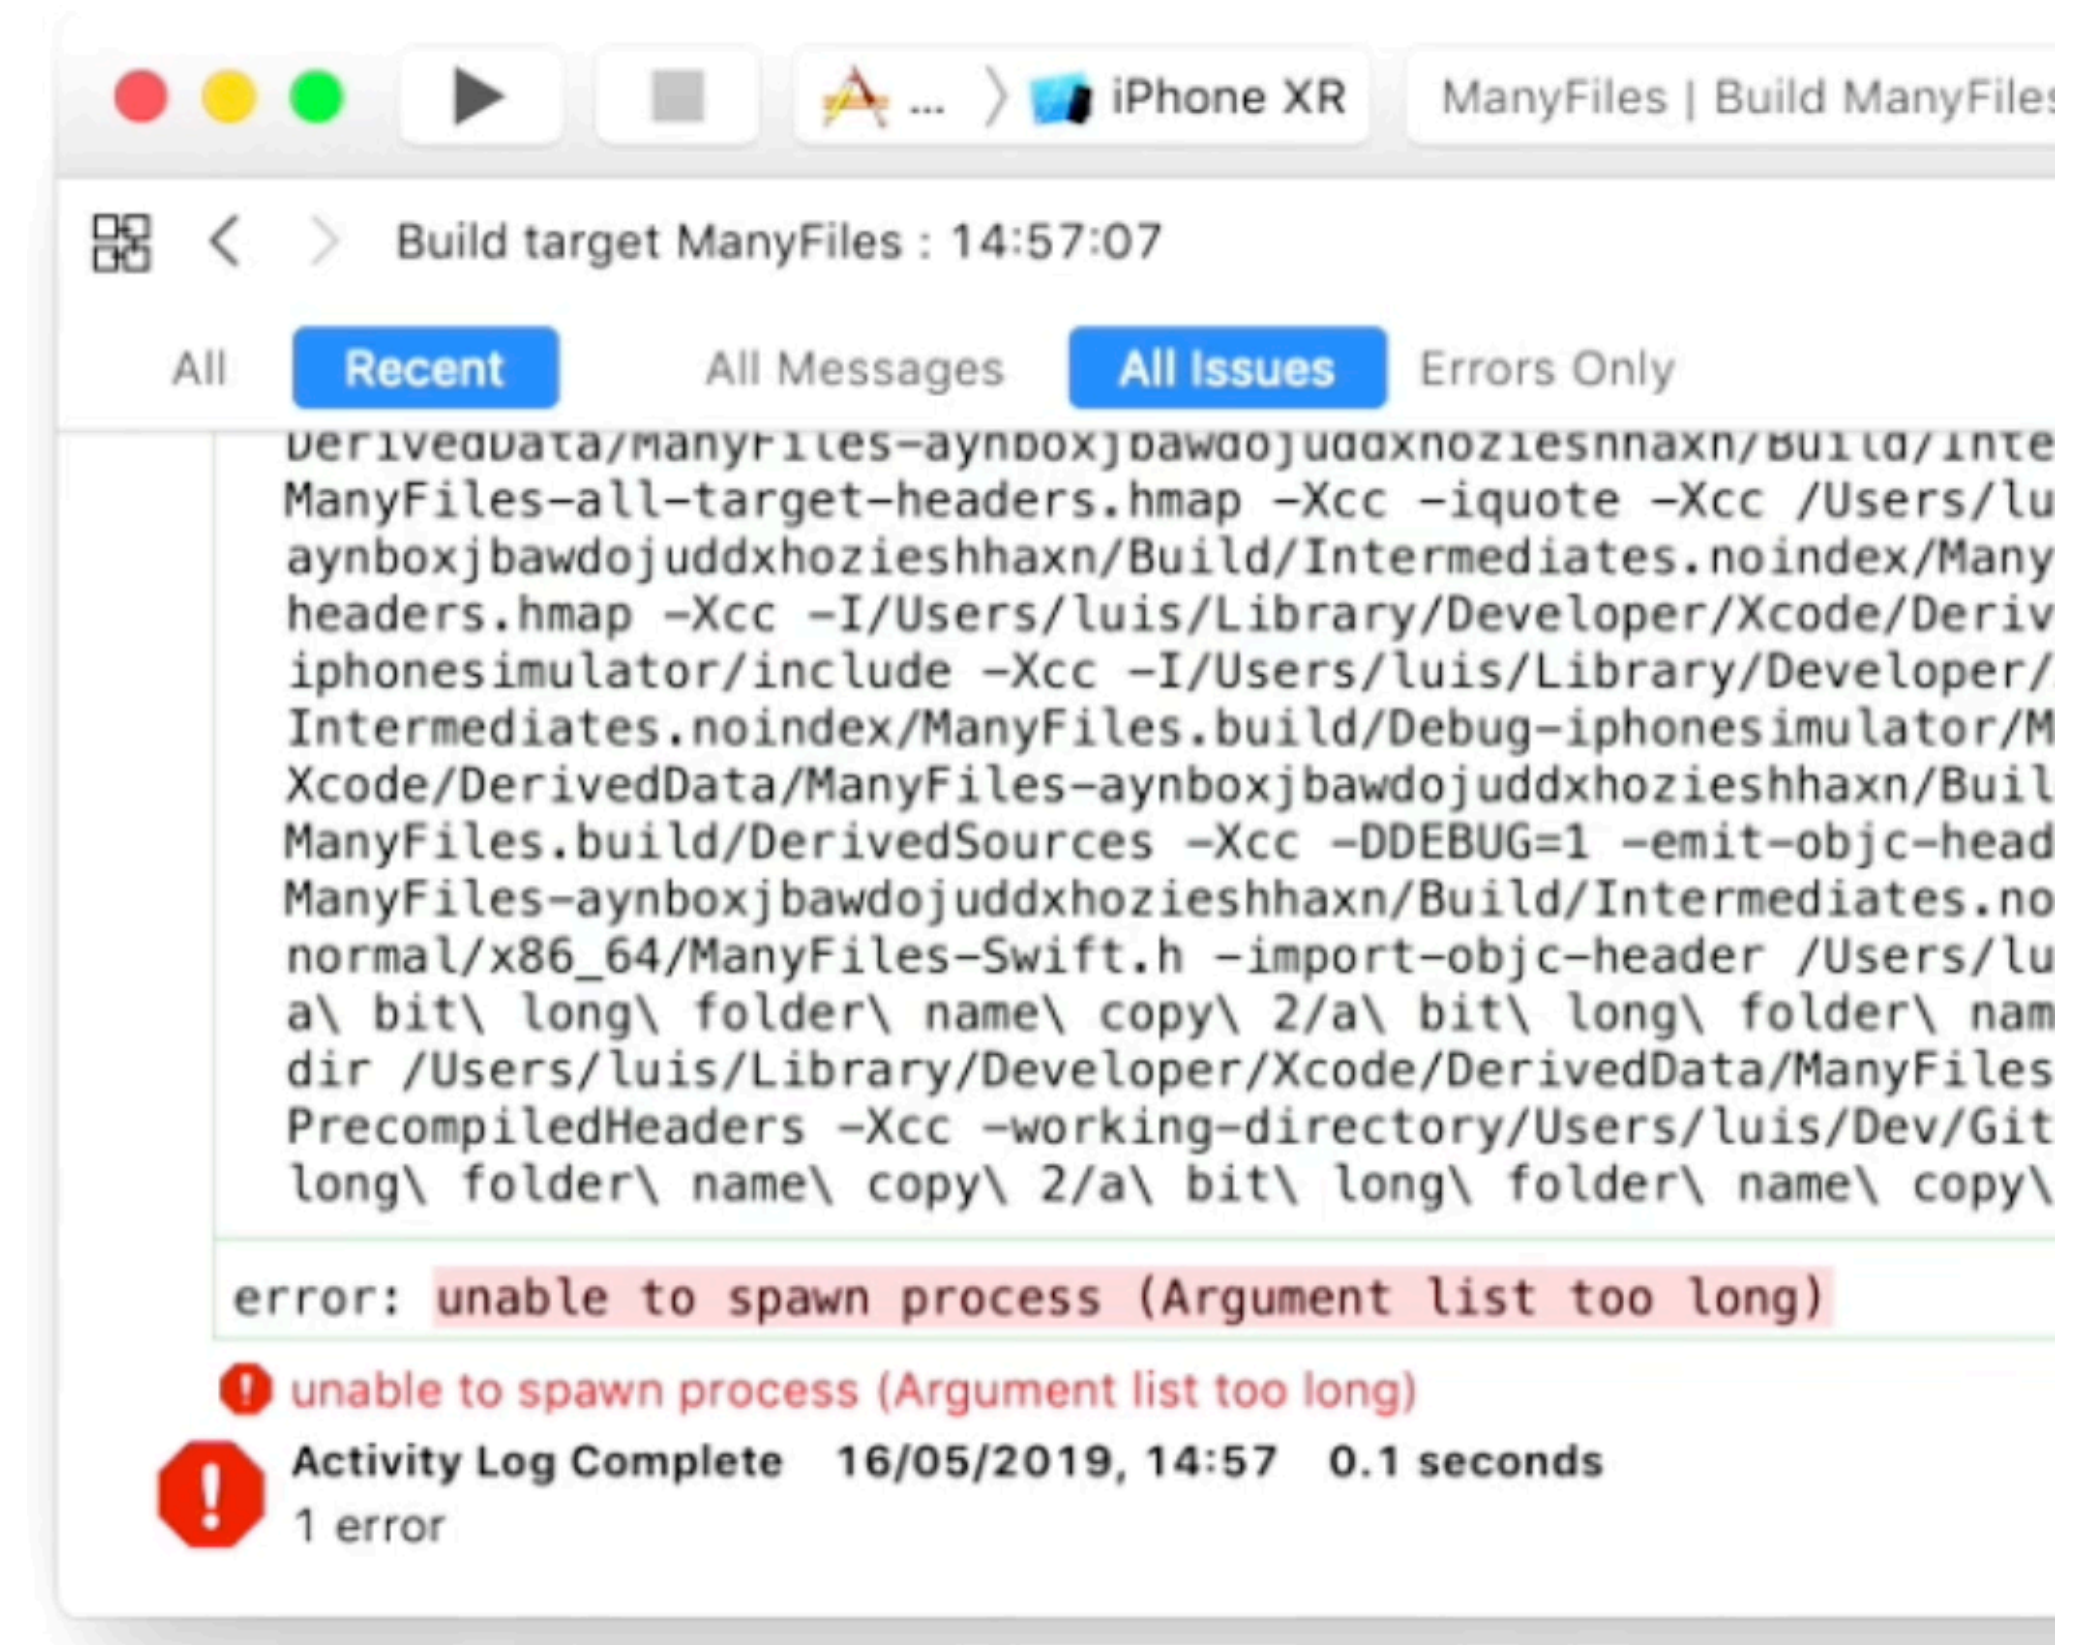 ... iPhone XR ManyFiles | Build ManyFiles
Build target ManyFiles : 14:57:07
All Recent All Messages All Issues Errors Only
DerivedData/ManyFiles-aynboxjbawdojuddxhozieshhaxn/Build/Inte
ManyFiles-all-target-headers.hmap -Xcc -iquote -Xcc /Users/lu
aynboxjbawdojuddxhozieshhaxn/Build/Intermediates.noindex/Many
headers.hmap -Xcc -I/Users/luis/Library/Developer/Xcode/Deriv
iphonesimulator/include -Xcc -I/Users/luis/Library/Developer/
Intermediates.noindex/ManyFiles.build/Debug-iphonesimulator/M
Xcode/DerivedData/ManyFiles-aynboxjbawdojuddxhozieshhaxn/Buil
ManyFiles.build/DerivedSources -Xcc -DDEBUG=1 -emit-objc-head
ManyFiles-aynboxjbawdojuddxhozieshhaxn/Build/Intermediates.no
normal/x86_64/ManyFiles-Swift.h -import-objc-header /Users/lu
a\ bit\ long\ folder\ name\ copy\ 2/a\ bit\ long\ folder\ nam
dir /Users/luis/Library/Developer/Xcode/DerivedData/ManyFiles
PrecompiledHeaders -Xcc -working-directory/Users/luis/Dev/Git
long\ folder\ name\ copy\ 2/a\ bit\ long\ folder\ name\ copy\
error: unable to spawn process (Argument list too long)
unable to spawn process (Argument list too long)
Activity Log Complete 16/05/2019, 14:57 0.1 seconds
1 error